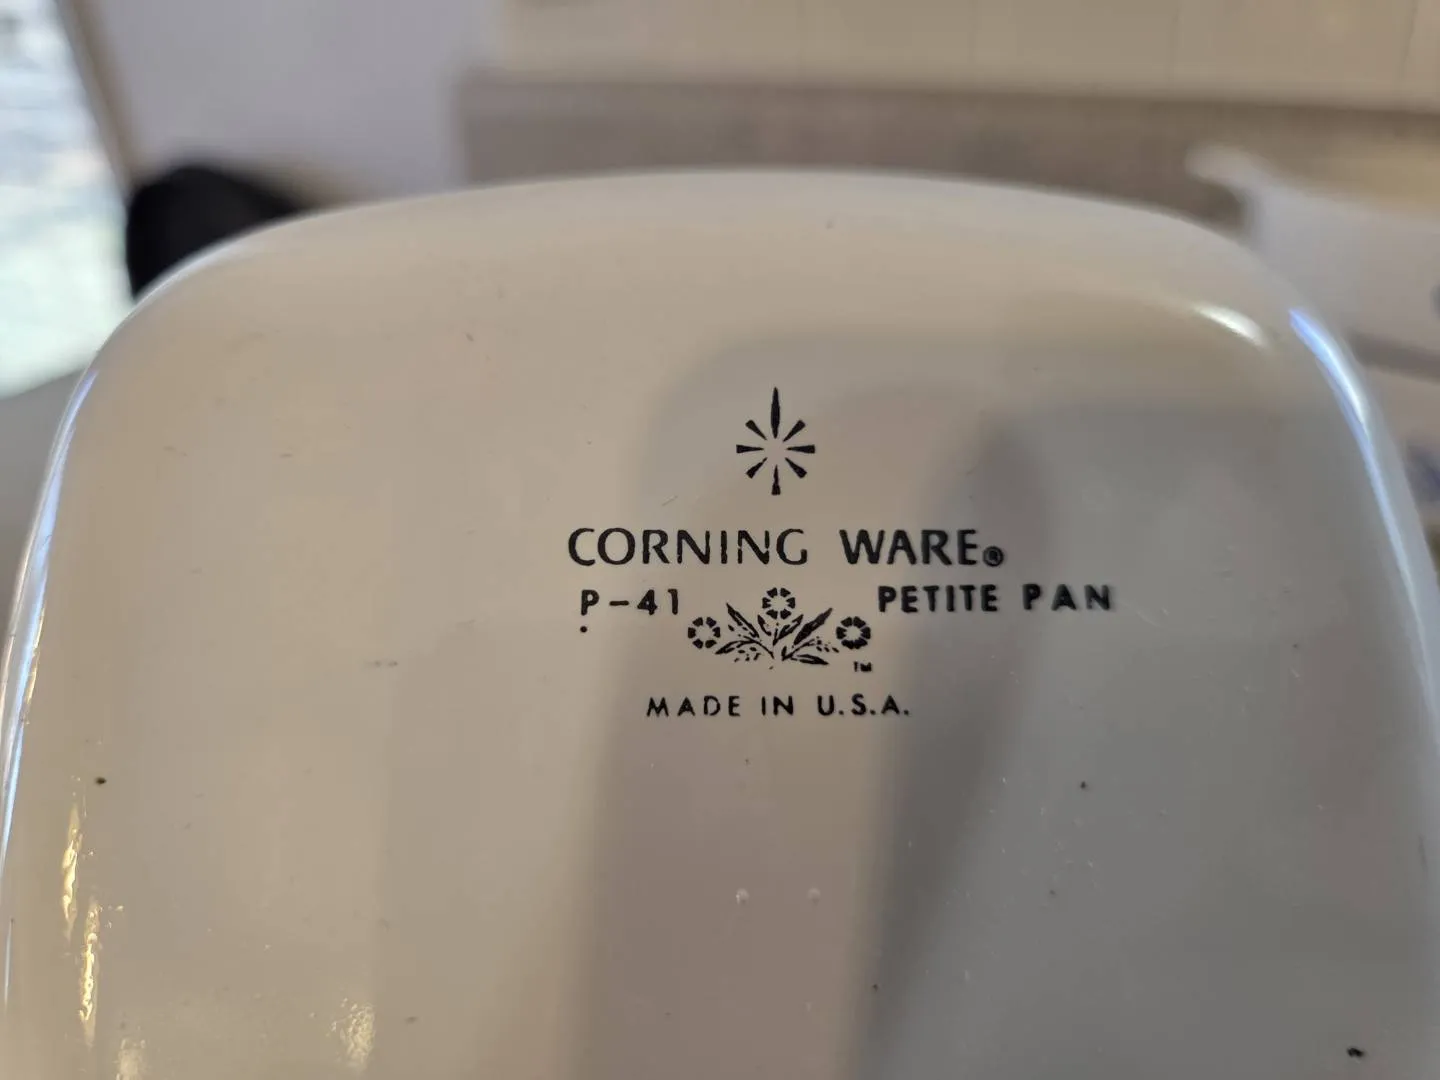 CORNING WARE®
P-41 PETITE PAN
TM
MADE IN U.S.A.